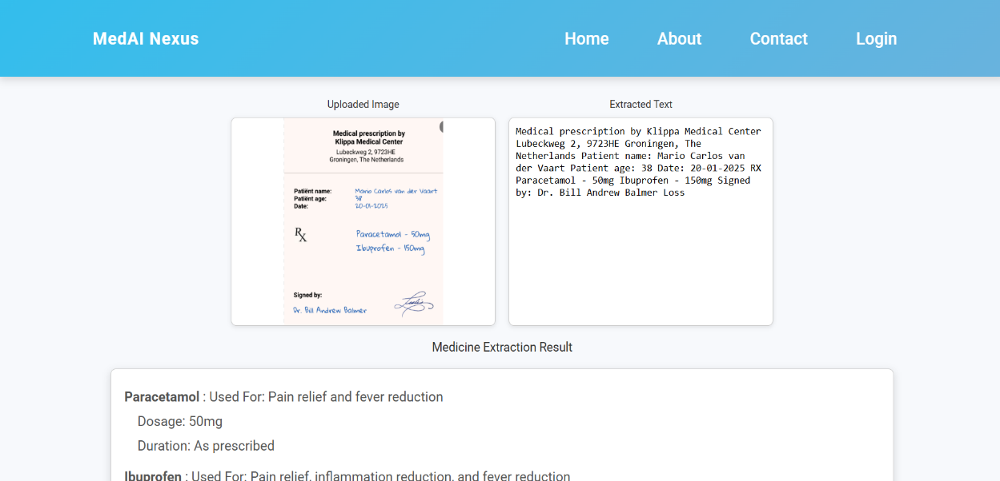 MedAI Nexus
Home About Contact Login
Uploaded Image
Medical prescription by
Klippa Medical Center
Lubeckweg 2, 9723HE
Groningen, The Netherlands
Patiënt name: Mario Carlos van der Vaart
Patiënt age: 38
Date: 20-01-2025
Rx Paracetamol - 50mg
Ibuprofen - 150mg
Signed by:
Dr. Bill Andrew Balmer
Extracted Text
Medical prescription by Klippa Medical Center
Lubeckweg 2, 9723HE Groningen, The
Netherlands Patient name: Mario Carlos van
der Vaart Patient age: 38 Date: 20-01-2025 RX
Paracetamol - 50mg Ibuprofen - 150mg Signed
by: Dr. Bill Andrew Balmer Loss
Medicine Extraction Result
Paracetamol : Used For: Pain relief and fever reduction
Dosage: 50mg
Duration: As prescribed
Ibuprofen : Used For: Pain relief, inflammation reduction, and fever reduction